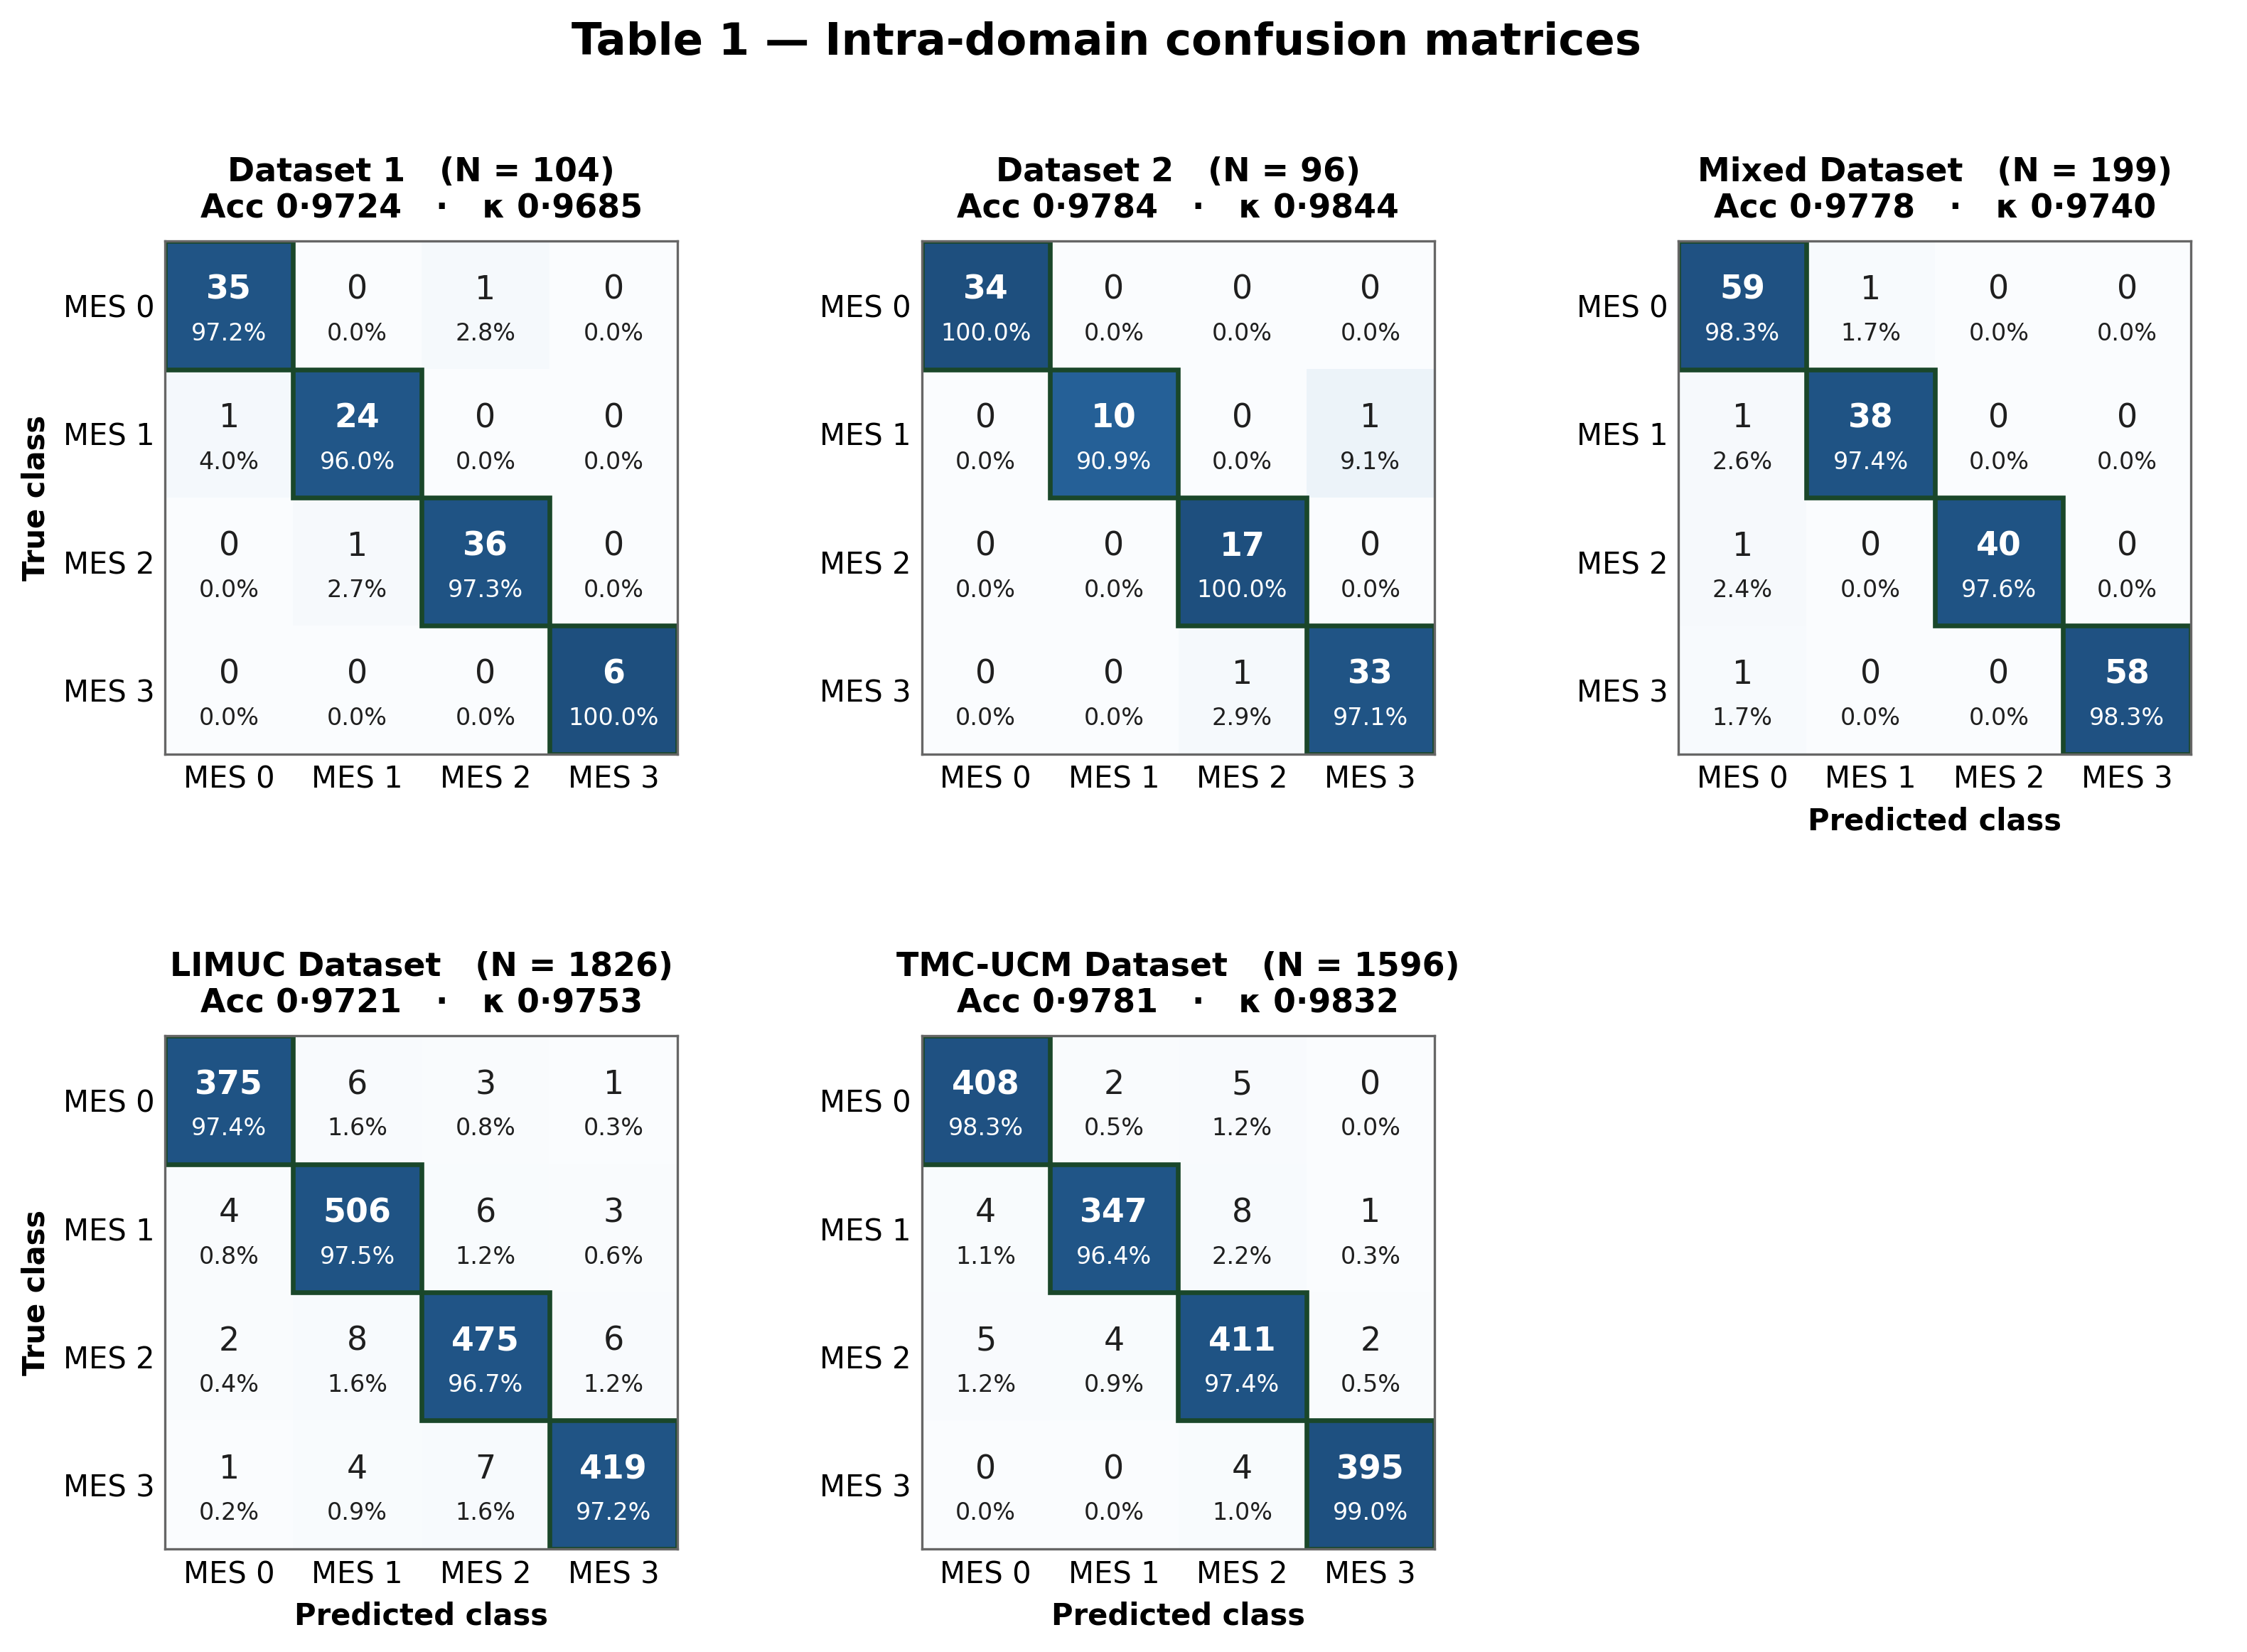 Table 1 — Intra-domain confusion matrices
Dataset 1 (N = 104)
Acc 0·9724 · κ 0·9685
True class
MES 0 35 0 1 0
97.2% 0.0% 2.8% 0.0%
MES 1 1 24 0 0
4.0% 96.0% 0.0% 0.0%
MES 2 0 1 36 0
0.0% 2.7% 97.3% 0.0%
MES 3 0 0 0 6
0.0% 0.0% 0.0% 100.0%
MES 0 MES 1 MES 2 MES 3
Dataset 2 (N = 96)
Acc 0·9784 · κ 0·9844
MES 0 34 0 0 0
100.0% 0.0% 0.0% 0.0%
MES 1 0 10 0 1
0.0% 90.9% 0.0% 9.1%
MES 2 0 0 17 0
0.0% 0.0% 100.0% 0.0%
MES 3 0 0 1 33
0.0% 0.0% 2.9% 97.1%
MES 0 MES 1 MES 2 MES 3
Mixed Dataset (N = 199)
Acc 0·9778 · κ 0·9740
MES 0 59 1 0 0
98.3% 1.7% 0.0% 0.0%
MES 1 1 38 0 0
2.6% 97.4% 0.0% 0.0%
MES 2 1 0 40 0
2.4% 0.0% 97.6% 0.0%
MES 3 1 0 0 58
1.7% 0.0% 0.0% 98.3%
MES 0 MES 1 MES 2 MES 3
Predicted class
LIMUC Dataset (N = 1826)
Acc 0·9721 · κ 0·9753
True class
MES 0 375 6 3 1
97.4% 1.6% 0.8% 0.3%
MES 1 4 506 6 3
0.8% 97.5% 1.2% 0.6%
MES 2 2 8 475 6
0.4% 1.6% 96.7% 1.2%
MES 3 1 4 7 419
0.2% 0.9% 1.6% 97.2%
MES 0 MES 1 MES 2 MES 3
Predicted class
TMC-UCM Dataset (N = 1596)
Acc 0·9781 · κ 0·9832
MES 0 408 2 5 0
98.3% 0.5% 1.2% 0.0%
MES 1 4 347 8 1
1.1% 96.4% 2.2% 0.3%
MES 2 5 4 411 2
1.2% 0.9% 97.4% 0.5%
MES 3 0 0 4 395
0.0% 0.0% 1.0% 99.0%
MES 0 MES 1 MES 2 MES 3
Predicted class